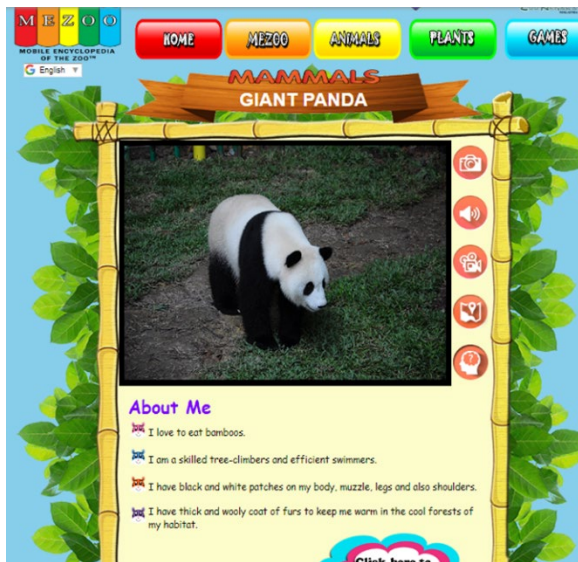 MEZOO
MOBILE ENCYCLOPEDIA
OF THE ZOO™
English
HOME
MEZOO
ANIMALS
PLANTS
GAMES
MAMMALS
GIANT PANDA
About Me
I love to eat bamboos.
I am a skilled tree-climbers and efficient swimmers.
I have black and white patches on my body, muzzle, legs and also shoulders.
I have thick and wooly coat of furs to keep me warm in the cool forests of
my habitat.
Click here to